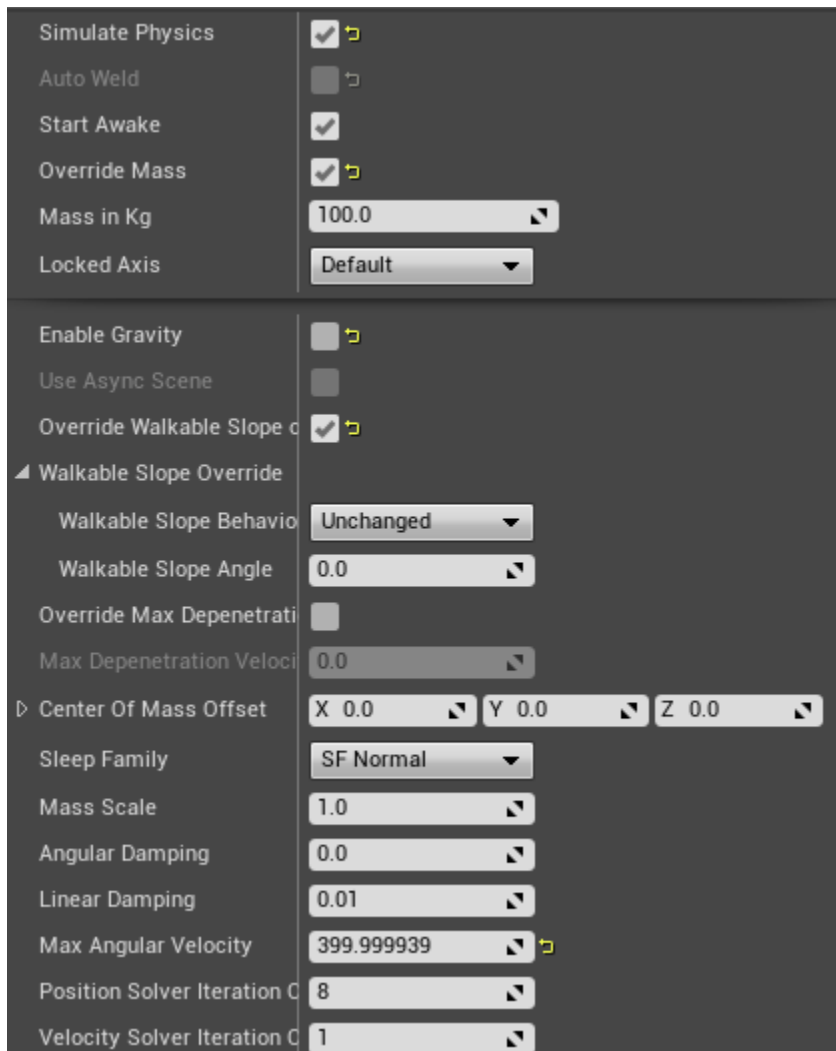 Simulate Physics
Auto Weld
Start Awake
Override Mass
Mass in Kg 100.0
Locked Axis Default
Enable Gravity
Use Async Scene
Override Walkable Slope o
Walkable Slope Override
Walkable Slope Behavio Unchanged
Walkable Slope Angle 0.0
Override Max Depenetrati
Max Depenetration Veloci 0.0
Center Of Mass Offset X 0.0 Y 0.0 Z 0.0
Sleep Family SF Normal
Mass Scale 1.0
Angular Damping 0.0
Linear Damping 0.01
Max Angular Velocity 399.999939
Position Solver Iteration C 8
Velocity Solver Iteration C 1